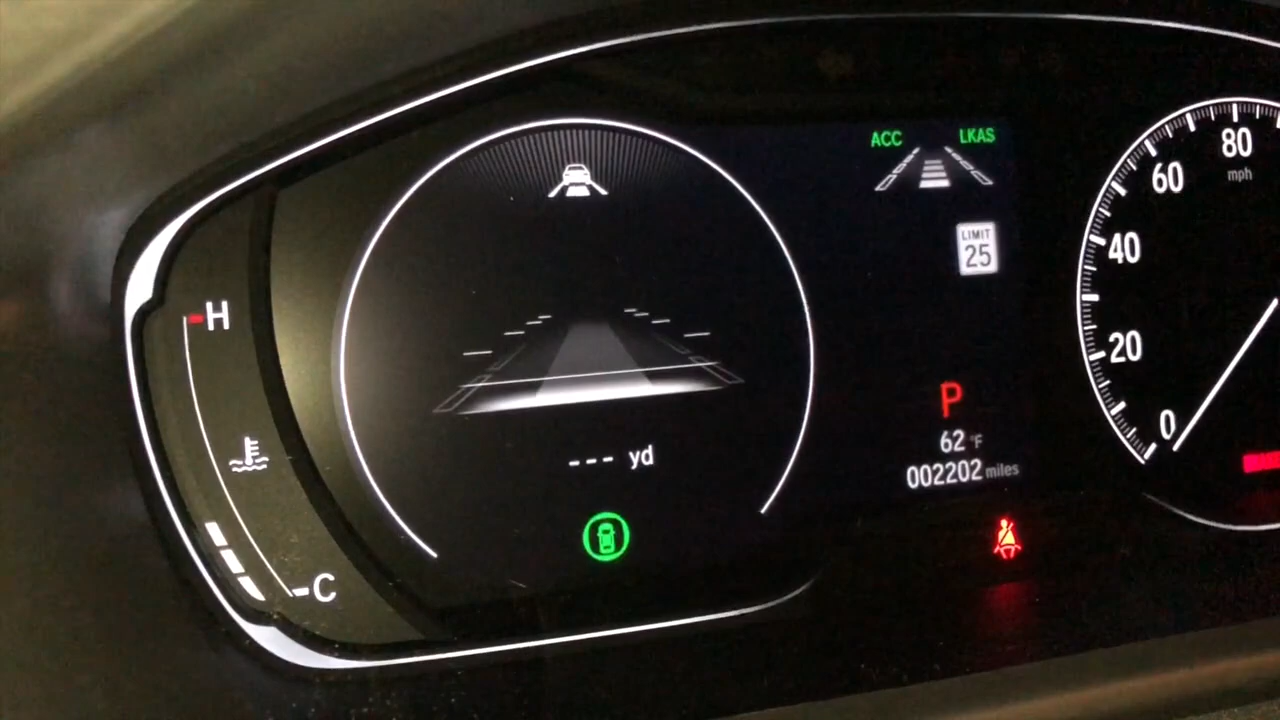 H
C
--- yd
ACC LKAS
LIMIT
25
P
62 °F
002202 miles
80
mph
60
40
20
0